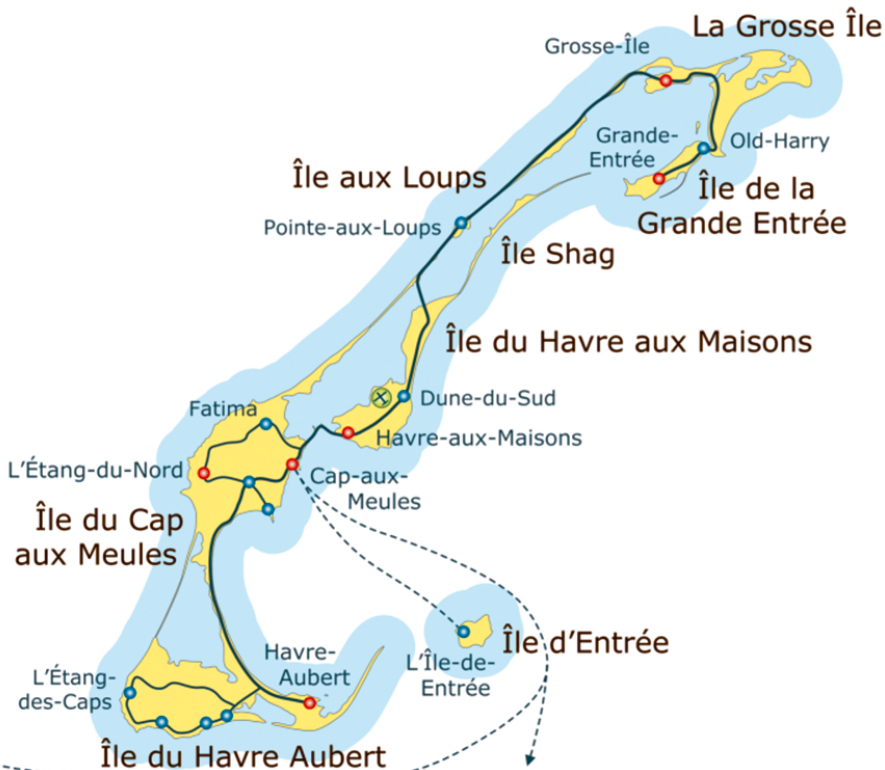 La Grosse Île
Grosse-Île
Grande-
Entrée
Old-Harry
Île aux Loups
Île de la
Grande Entrée
Pointe-aux-Loups
Île Shag
Île du Havre aux Maisons
Dune-du-Sud
Fatima
Havre-aux-Maisons
L'Étang-du-Nord
Cap-aux-
Meules
Île du Cap
aux Meules
Île d'Entrée
L'Île-de-
Entrée
Havre-
Aubert
L'Étang-
des-Caps
Île du Havre Aubert